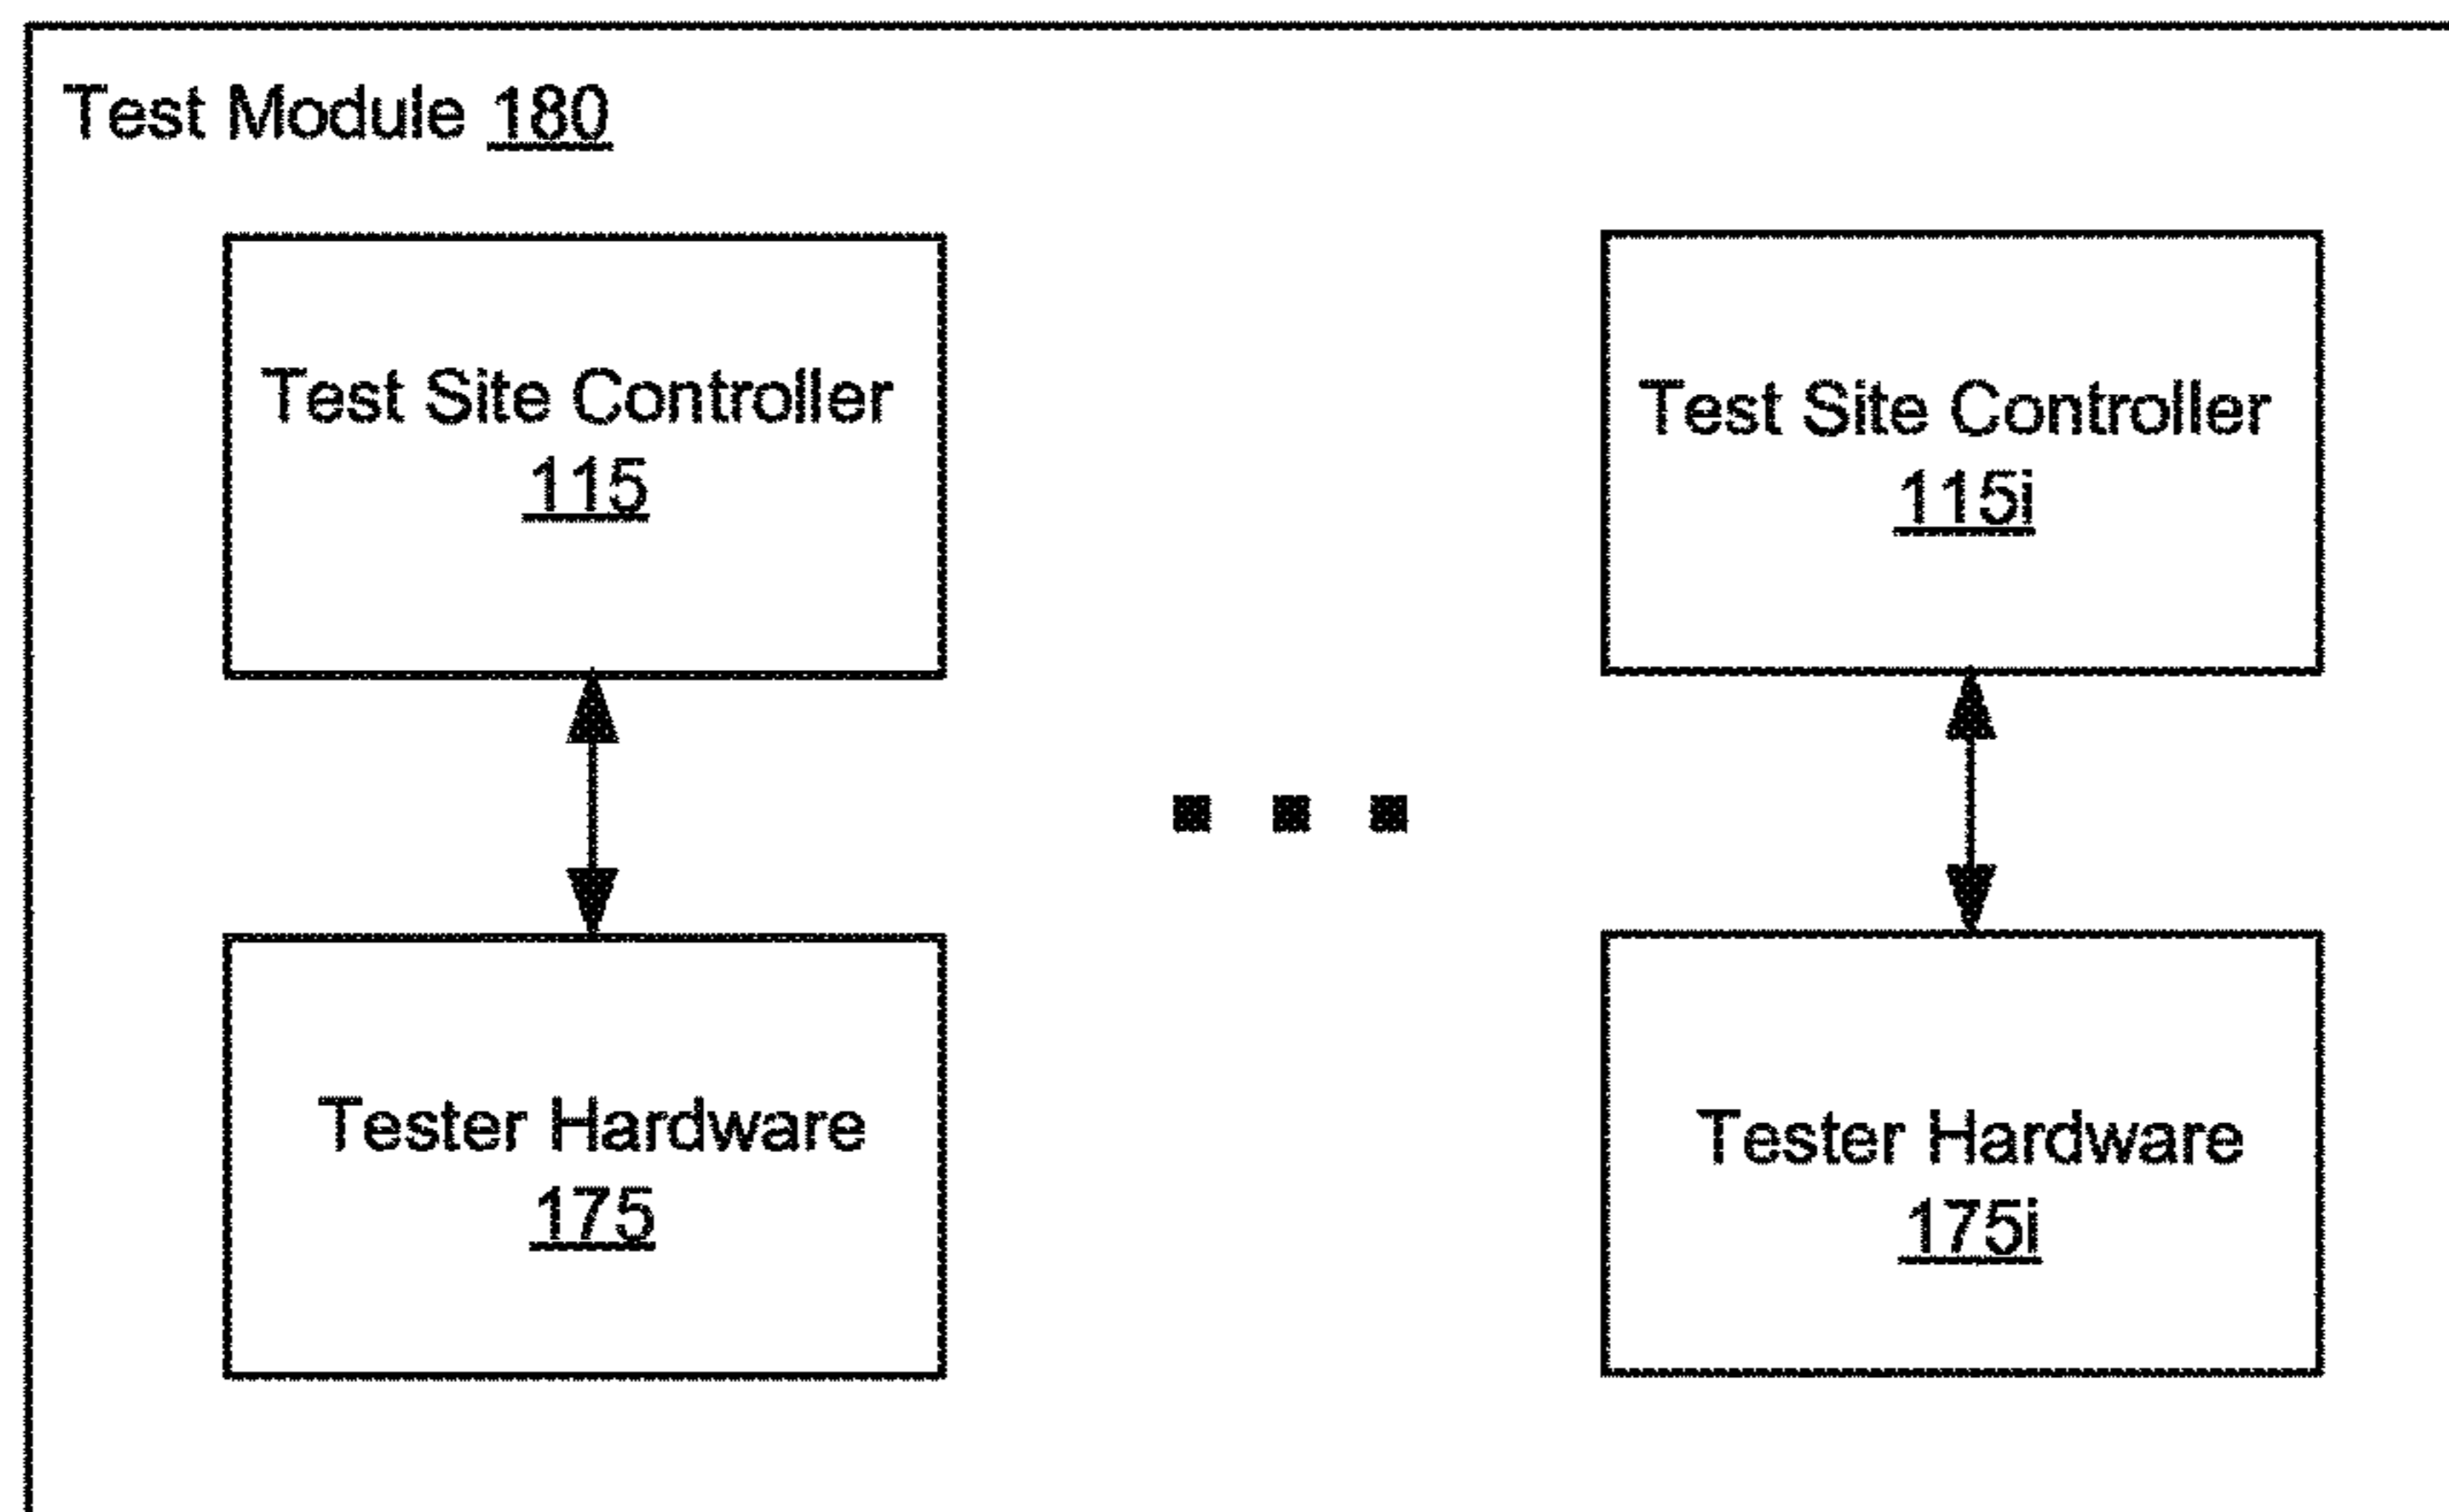 Test Module 180
Test Site Controller
115
Test Site Controller
115i
Tester Hardware
175
Tester Hardware
175i